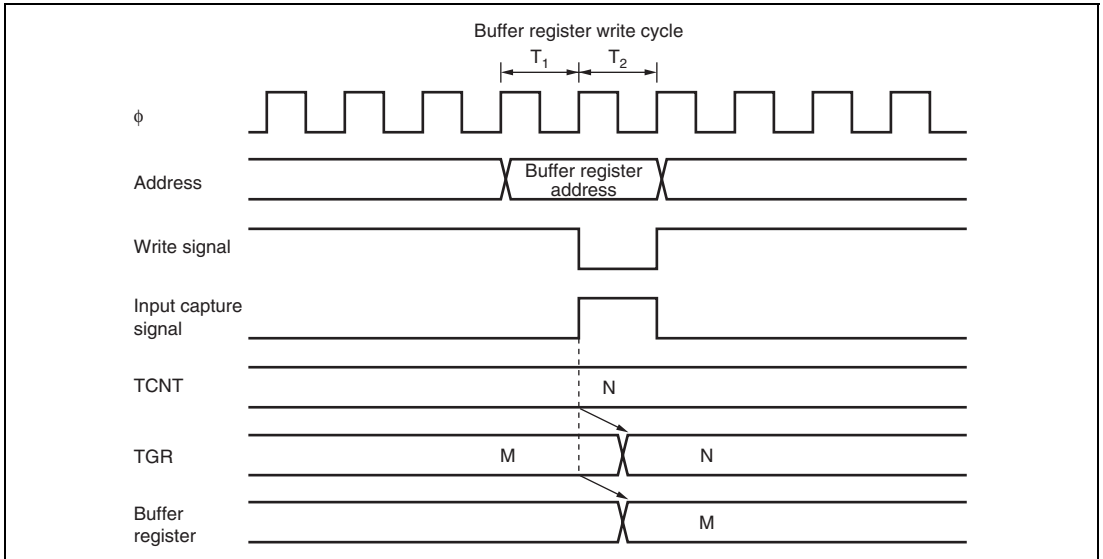 Buffer register write cycle
T1 T2
ϕ
Address
Buffer register
address
Write signal
Input capture
signal
TCNT
N
TGR
M N
Buffer
register
M